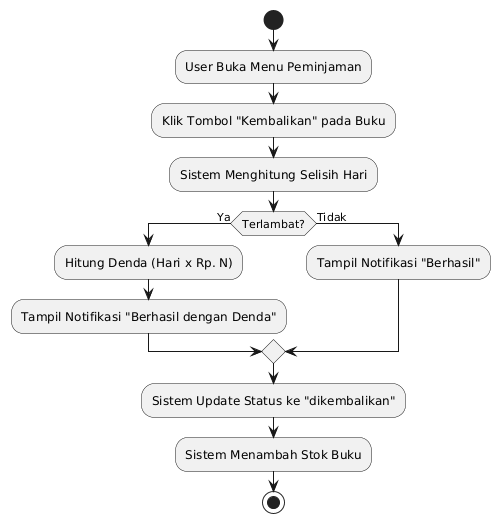 User Buka Menu Peminjaman
Klik Tombol "Kembalikan" pada Buku
Sistem Menghitung Selisih Hari
Ya
Terlambat?
Tidak
Hitung Denda (Hari x Rp. N)
Tampil Notifikasi "Berhasil"
Tampil Notifikasi "Berhasil dengan Denda"
Sistem Update Status ke "dikembalikan"
Sistem Menambah Stok Buku